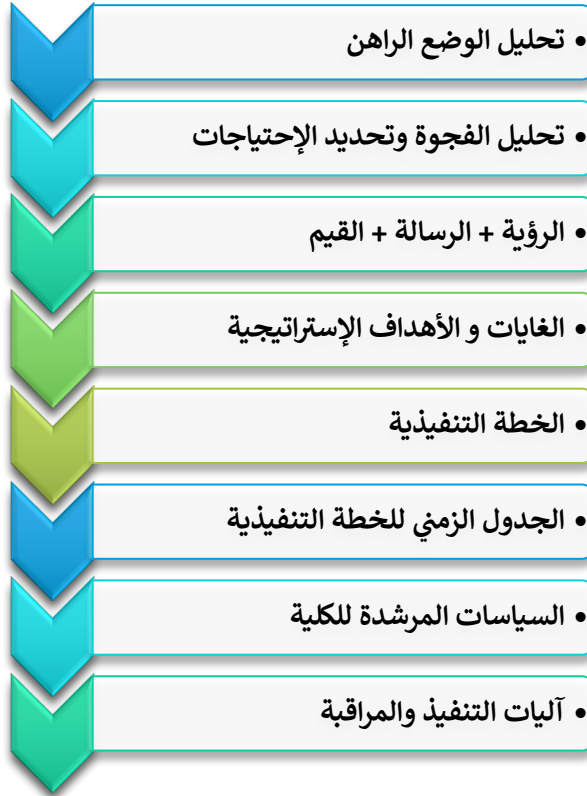 • تحليل الوضع الراهن
• تحليل الفجوة وتحديد الإحتياجات
• الرؤية + الرسالة + القيم
• الغايات و الأهداف الإستراتيجية
• الخطة التنفيذية
• الجدول الزمني للخطة التنفيذية
• السياسات المرشدة للكلية
• آليات التنفيذ والمراقبة